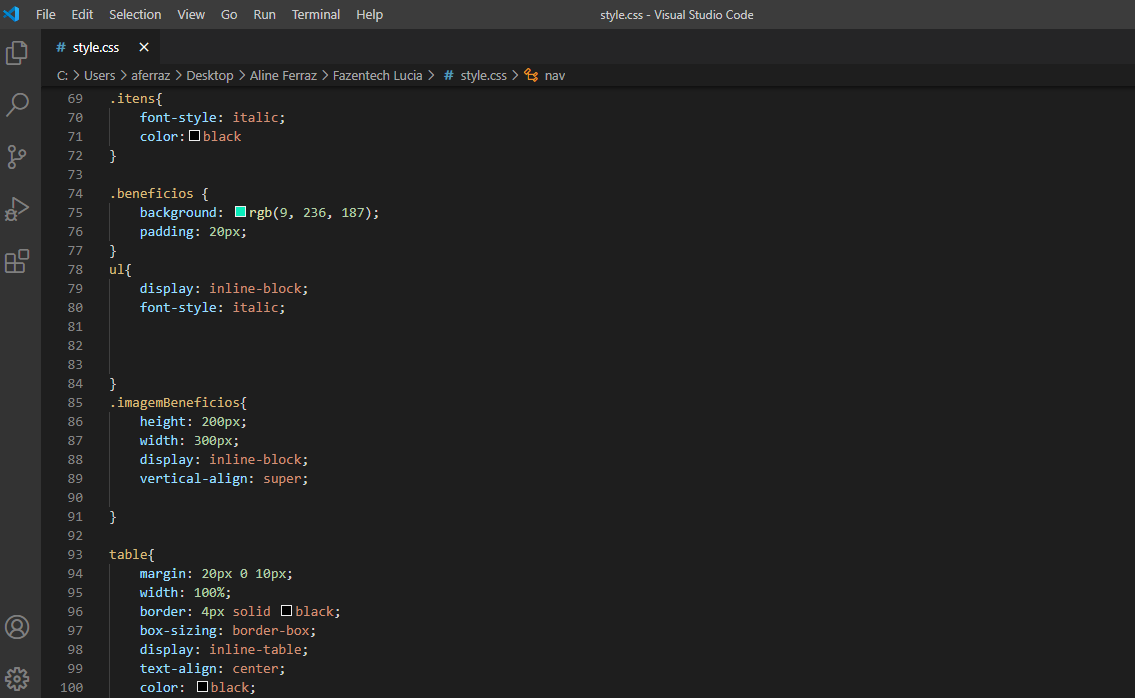 File Edit Selection View Go Run Terminal Help style.css - Visual Studio Code
# style.css ×
C: > Users > aferraz > Desktop > Aline Ferraz > Fazentech Lucia > # style.css > nav
69 .itens{
70 font-style: italic;
71 color: black
72 }
73
74 .beneficios {
75 background: rgb(9, 236, 187);
76 padding: 20px;
77 }
78 ul{
79 display: inline-block;
80 font-style: italic;
81
82
83
84 }
85 .imagemBeneficios{
86 height: 200px;
87 width: 300px;
88 display: inline-block;
89 vertical-align: super;
90
91 }
92
93 table{
94 margin: 20px 0 10px;
95 width: 100%;
96 border: 4px solid black;
97 box-sizing: border-box;
98 display: inline-table;
99 text-align: center;
100 color: black;